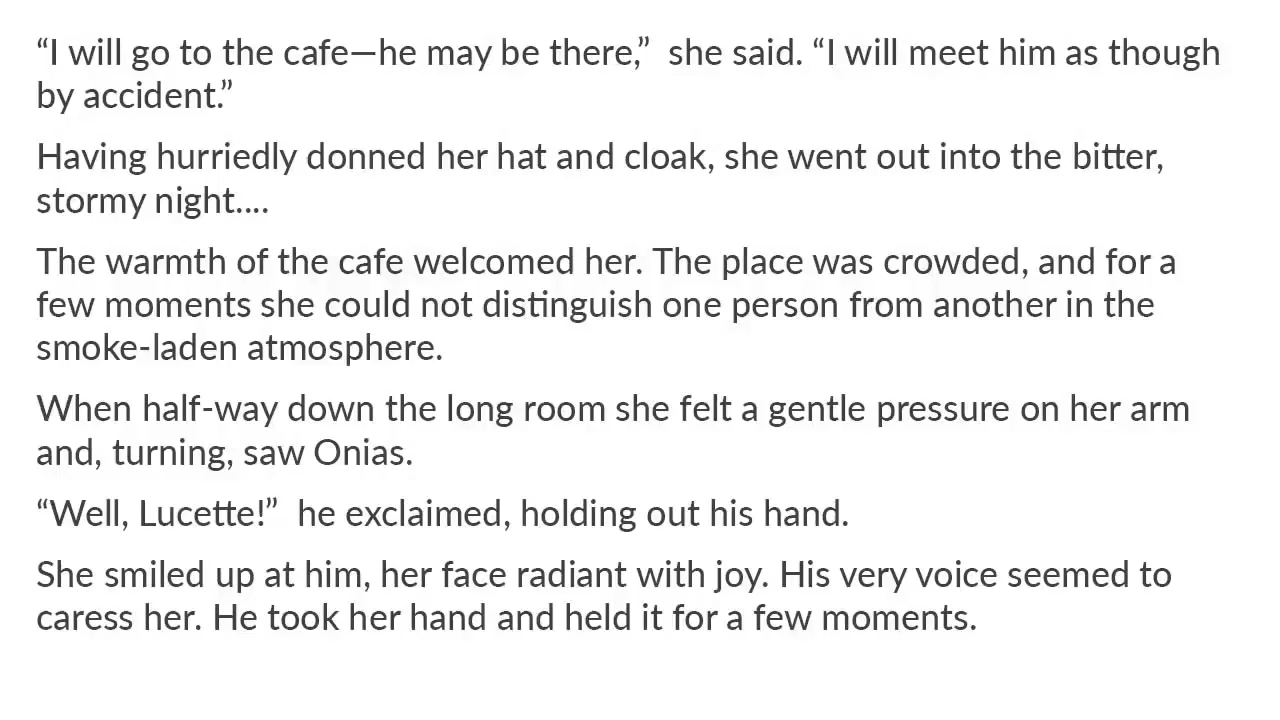 “I will go to the cafe—he may be there,”  she said. “I will meet him as though
by accident.”
Having hurriedly donned her hat and cloak, she went out into the bitter,
stormy night....
The warmth of the cafe welcomed her. The place was crowded, and for a
few moments she could not distinguish one person from another in the
smoke-laden atmosphere.
When half-way down the long room she felt a gentle pressure on her arm
and, turning, saw Onias.
“Well, Lucette!”  he exclaimed, holding out his hand.
She smiled up at him, her face radiant with joy. His very voice seemed to
caress her. He took her hand and held it for a few moments.